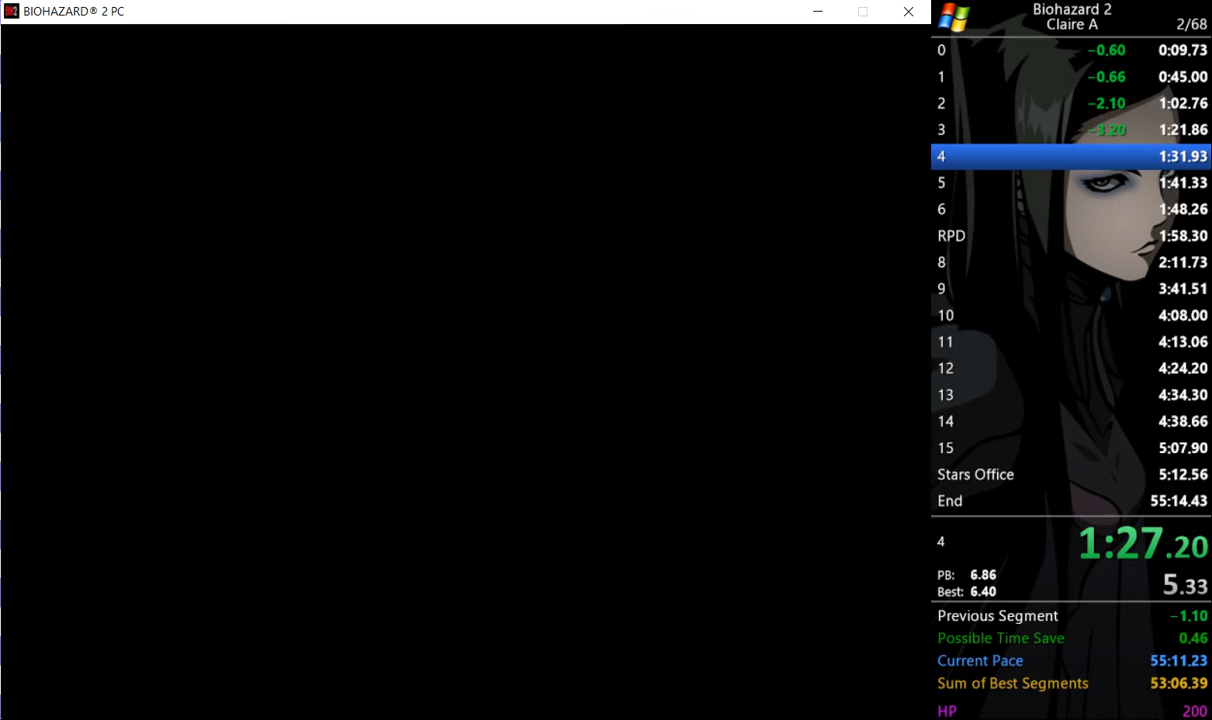 BIOHAZARD® 2 PC
Biohazard 2
Claire A 2/68
0 −0.60 0:09.73
1 −0.66 0:45.00
2 −2.10 1:02.76
3 −3.20 1:21.86
4 1:31.93
5 1:41.33
6 1:48.26
RPD 1:58.30
8 2:11.73
9 3:41.51
10 4:08.00
11 4:13.06
12 4:24.20
13 4:34.30
14 4:38.66
15 5:07.90
Stars Office 5:12.56
End 55:14.43
4 1:27.20
PB: 6.86
Best: 6.40 5.33
Previous Segment −1.10
Possible Time Save 0.46
Current Pace 55:11.23
Sum of Best Segments 53:06.39
HP 200